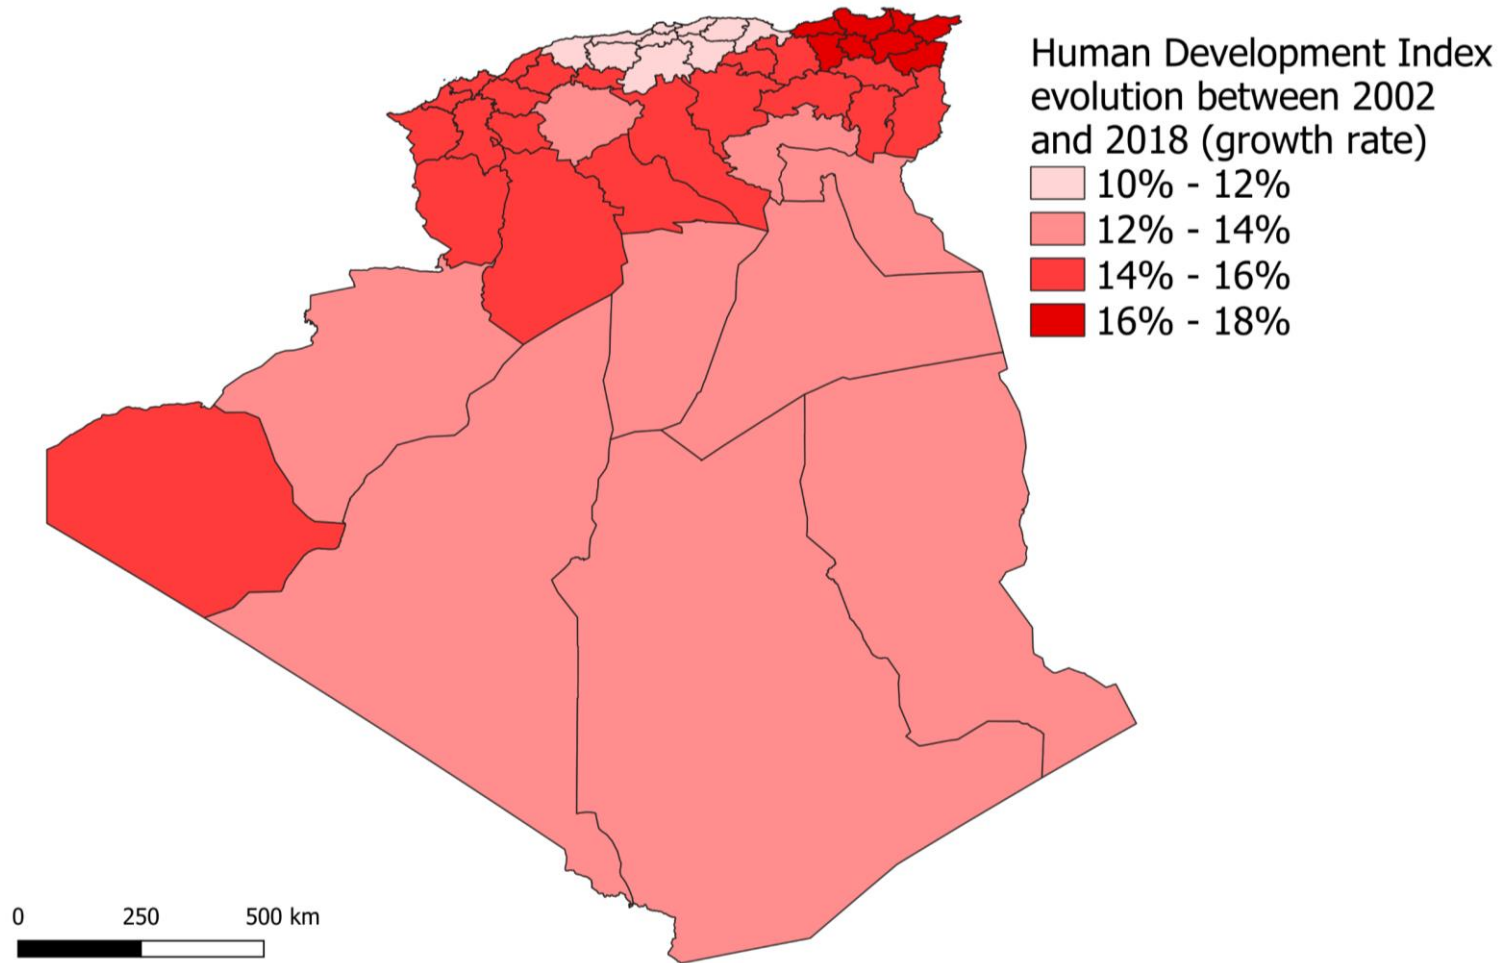 Human Development Index
evolution between 2002
and 2018 (growth rate)
10% - 12%
12% - 14%
14% - 16%
16% - 18%
0 250 500 km